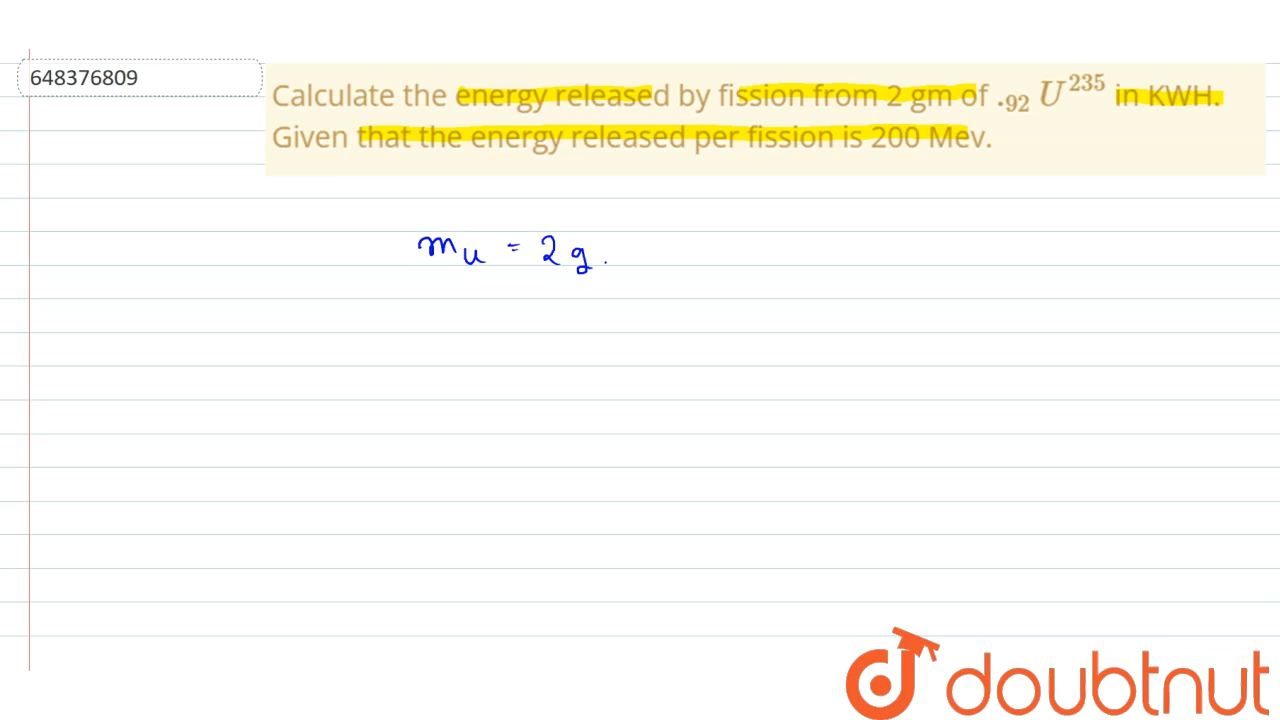 648376809
Calculate the energy released by fission from 2 gm of .₉₂ U²³⁵ in KWH.
Given that the energy released per fission is 200 Mev.
mᵤ = 2 g.
doubtnut